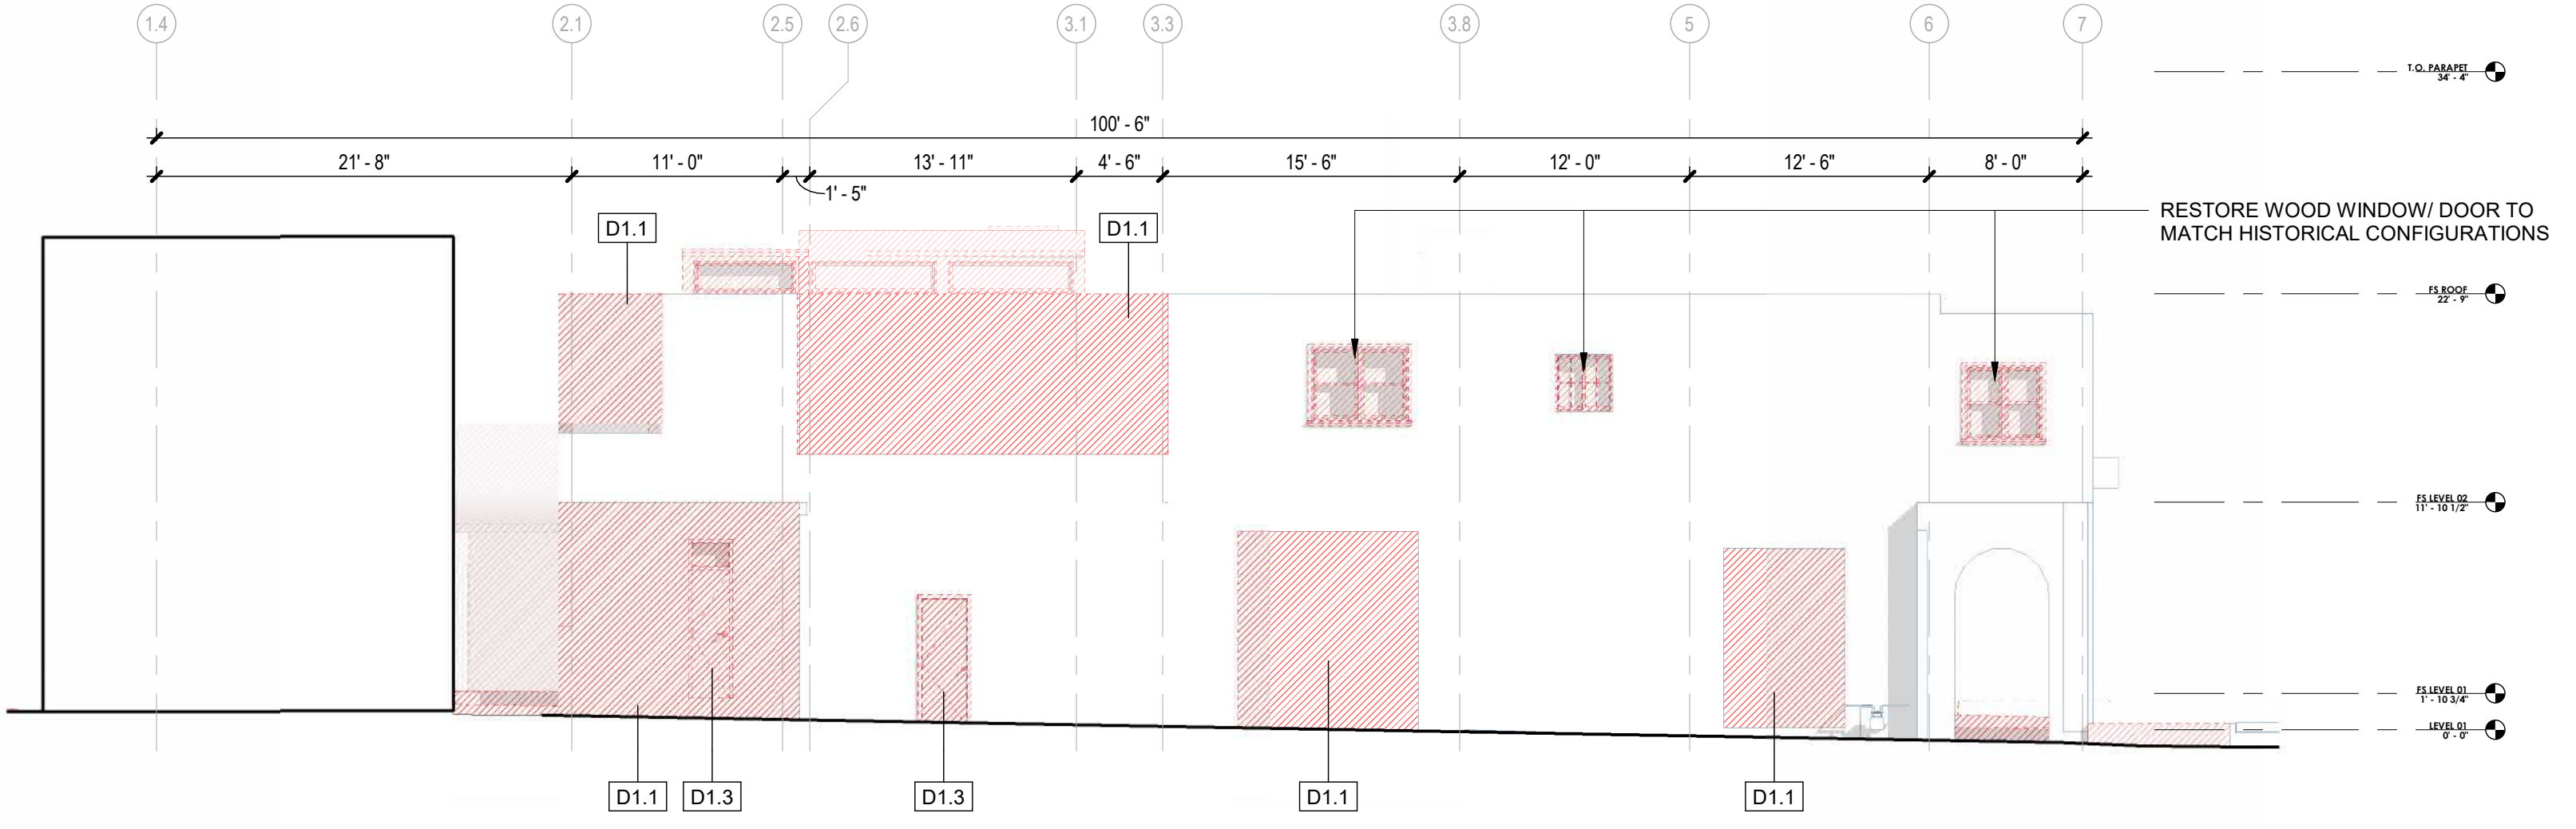 1.4
2.1
2.5
2.6
3.1
3.3
3.8
5
6
7
T.O. PARAPET
34' - 4"
100' - 6"
21' - 8"
11' - 0"
13' - 11"
4' - 6"
15' - 6"
12' - 0"
12' - 6"
8' - 0"
1' - 5"
D1.1
D1.1
RESTORE WOOD WINDOW/ DOOR TO
MATCH HISTORICAL CONFIGURATIONS
FS ROOF
22' - 9"
FS LEVEL 02
11' - 10 1/2"
FS LEVEL 01
1' - 10 3/4"
LEVEL 01
0' - 0"
D1.1
D1.3
D1.3
D1.1
D1.1